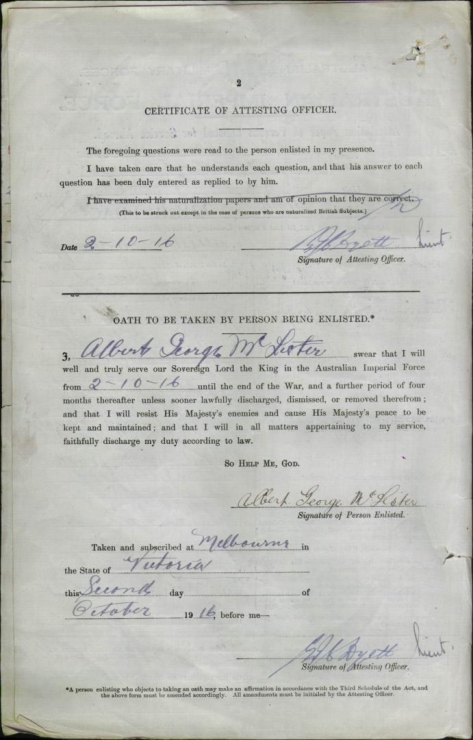 2
CERTIFICATE OF ATTESTING OFFICER.
The foregoing questions were read to the person enlisted in my presence.
I have taken care that he understands each question, and that his answer to each
question has been duly entered as replied to by him.
I have examined his naturalization papers and am of opinion that they are correct.
(This to be struck out except in the case of persons who are naturalised British Subjects.)
Date 2-10-16 Lieut.
Signature of Attesting Officer.
OATH TO BE TAKEN BY PERSON BEING ENLISTED.*
I, Albert George McLister swear that I will
well and truly serve our Sovereign Lord the King in the Australian Imperial Force
from 2-10-16 until the end of the War, and a further period of four
months thereafter unless sooner lawfully discharged, dismissed, or removed therefrom;
and that I will resist His Majesty's enemies and cause His Majesty's peace to be
kept and maintained; and that I will in all matters appertaining to my service,
faithfully discharge my duty according to law.
SO HELP ME, GOD.
Albert George McLister
Signature of Person Enlisted.
Taken and subscribed at Melbourne in
the State of Victoria
this Second day of
October 1916, before me—
Lieut.
Signature of Attesting Officer.
*A person enlisting who objects to taking an oath may make an affirmation in accordance with the Third Schedule of the Act, and
the above form must be amended accordingly. All amendments must be initialed by the Attesting Officer.